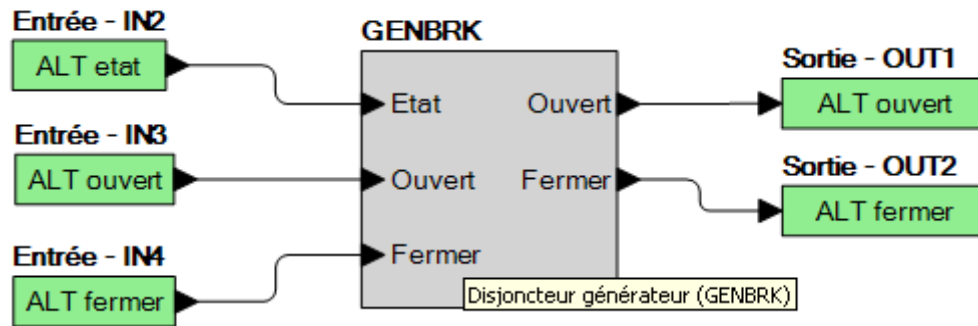 Entrée - IN2
ALT etat
Entrée - IN3
ALT ouvert
Entrée - IN4
ALT fermer
GENBRK
Etat
Ouvert
Fermer
Ouvert
Fermer
Disjoncteur générateur (GENBRK)
Sortie - OUT1
ALT ouvert
Sortie - OUT2
ALT fermer